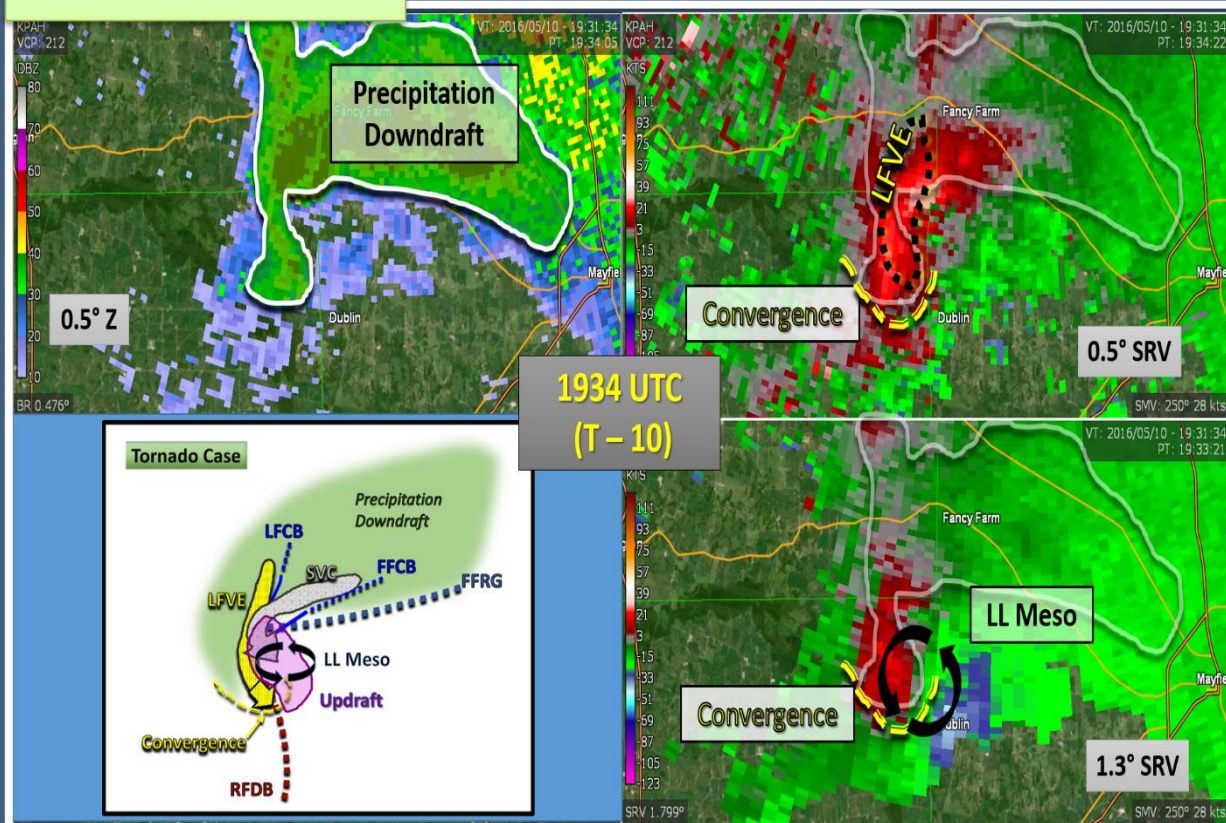 KPAH
VCP: 212
DBZ
80
70
60
50
40
30
20
10
BR 0.476°
VT: 2016/05/10 - 19:31:34
PT: 19:34:05
Precipitation
Downdraft
Fancy Farm
Mayfie
Dublin
0.5° Z
KPAH
VCP: 212
KTS
111
93
75
57
39
21
3
-15
-33
-51
-69
-87
-105
VT: 2016/05/10 - 19:31:34
PT: 19:34:22
Fancy Farm
LFVE
Mayfie
Convergence
Dublin
0.5° SRV
SMV: 250° 28 kts
1934 UTC
(T – 10)
Tornado Case
Precipitation
Downdraft
LFCB
SVC
FFCB
FFRG
LFVE
LL Meso
Updraft
Convergence
RFDB
VT: 2016/05/10 - 19:31:34
PT: 19:33:21
KTS
111
93
75
57
39
21
3
-15
-33
-51
-69
-87
-105
-123
Fancy Farm
LL Meso
Mayfie
Convergence
Dublin
1.3° SRV
SRV 1.799°
SMV: 250° 28 kts